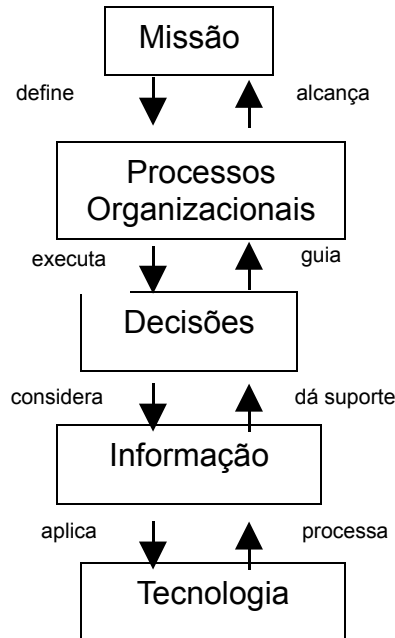 Missão
define
alcança
Processos
Organizacionais
executa
guia
Decisões
considera
dá suporte
Informação
aplica
processa
Tecnologia